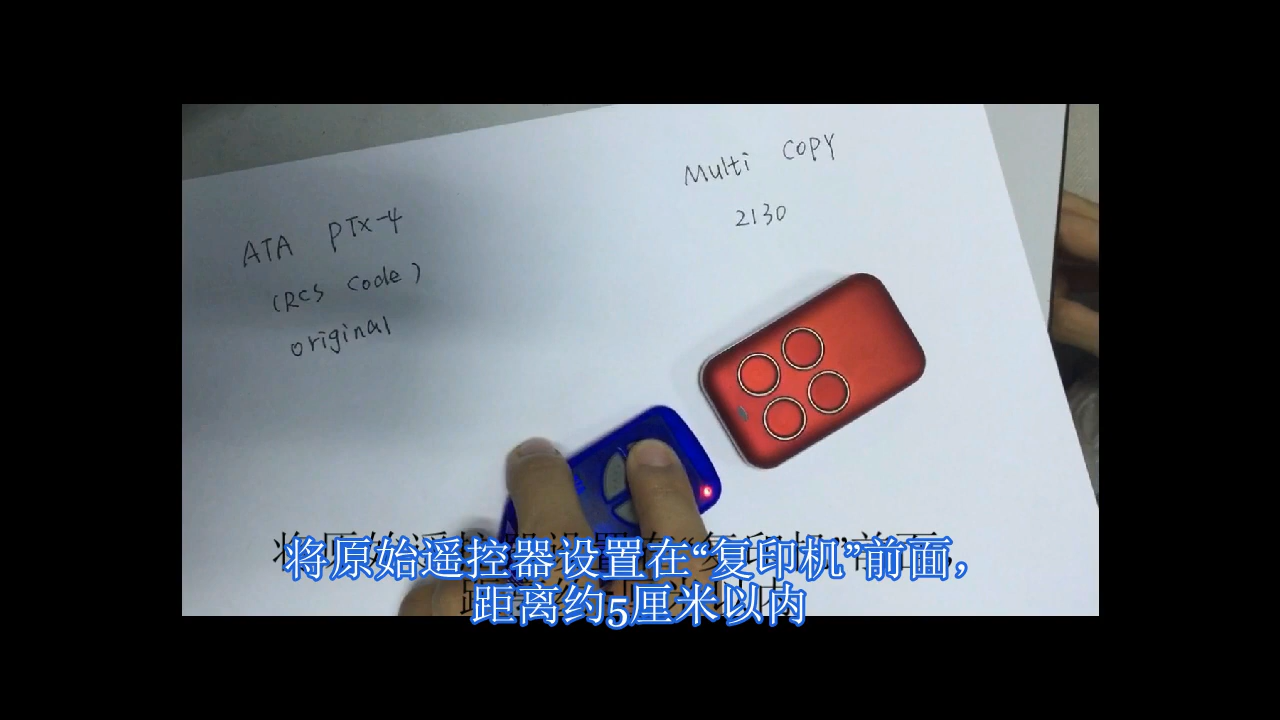 ATA PTX-4
(RCS Code)
original
Multi COPY
2130
将原始遥控器设置在“复印机”前面，
距离约5厘米以内